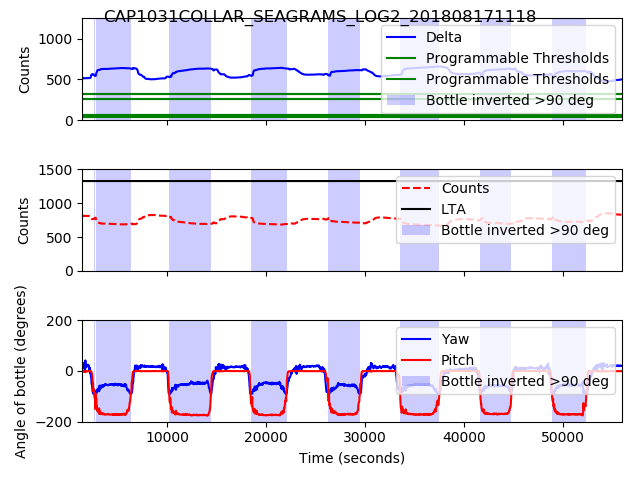 CAP1031COLLAR_SEAGRAMS_LOG2_201808171118
Counts
1000
500
0
Delta
Programmable Thresholds
Programmable Thresholds
Bottle inverted >90 deg
Counts
1500
1000
500
0
Counts
LTA
Bottle inverted >90 deg
Angle of bottle (degrees)
200
0
−200
Yaw
Pitch
Bottle inverted >90 deg
10000
20000
30000
40000
50000
Time (seconds)